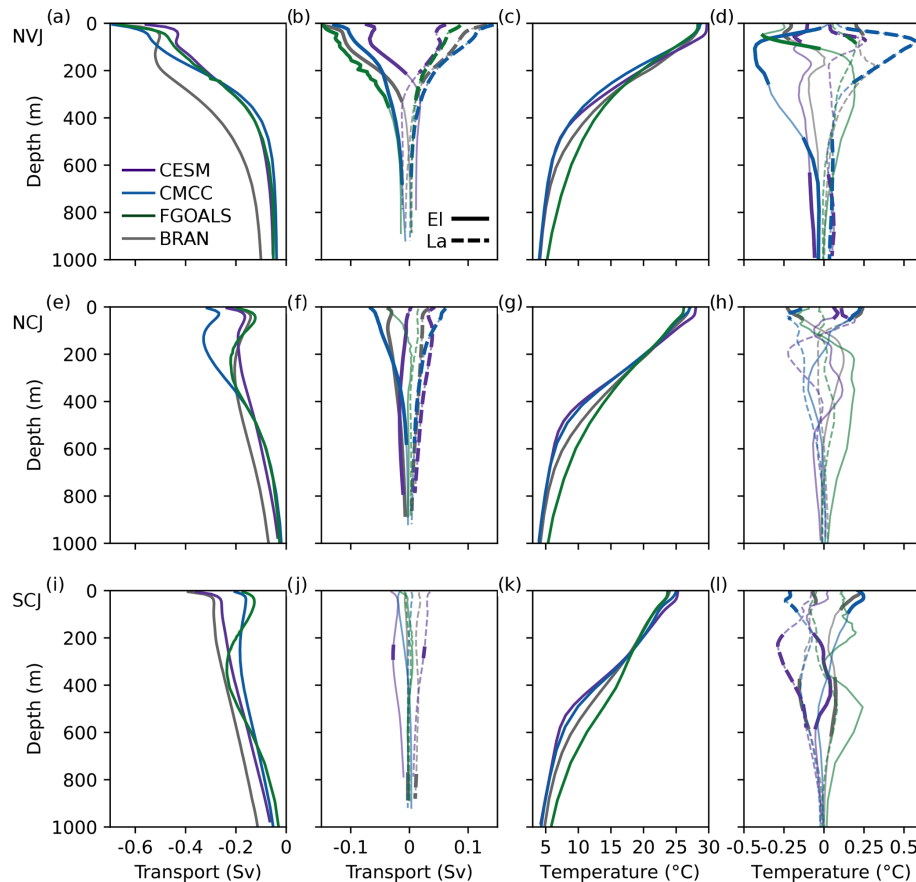 (a) (b) (c) (d)
NVJ
0
200
400
600
800
1000
Depth (m)
CESM
CMCC
FGOALS
BRAN
El
La
(e) (f) (g) (h)
NCJ
0
200
400
600
800
1000
Depth (m)
(i) (j) (k) (l)
SCJ
0
200
400
600
800
1000
Depth (m)
-0.6 -0.4 -0.2 0 -0.1 0 0.1 0 5 10 15 20 25 30 -0.5 -0.25 0 0.25 0.5
Transport (Sv) Transport (Sv) Temperature (°C) Temperature (°C)